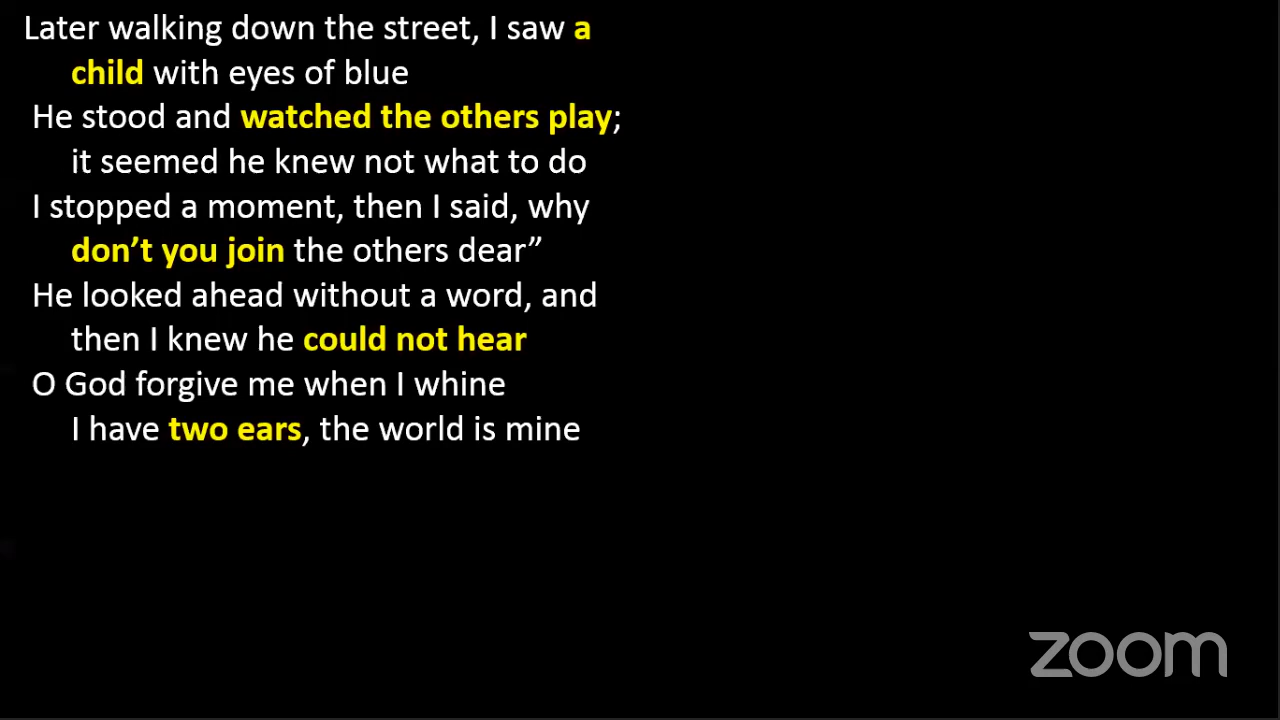 Later walking down the street, I saw a
child with eyes of blue
He stood and watched the others play;
it seemed he knew not what to do
I stopped a moment, then I said, why
don’t you join the others dear”
He looked ahead without a word, and
then I knew he could not hear
O God forgive me when I whine
I have two ears, the world is mine
zoom